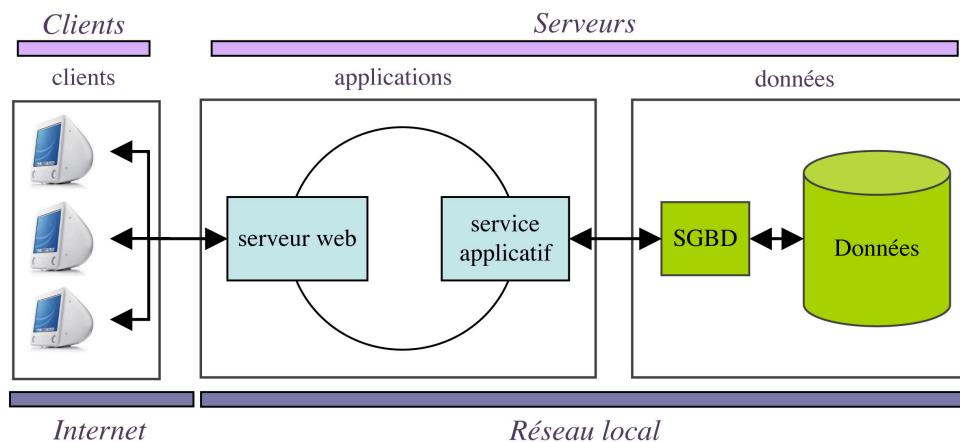 Clients
Serveurs
clients
applications
données
serveur web
service
applicatif
SGBD
Données
Internet
Réseau local